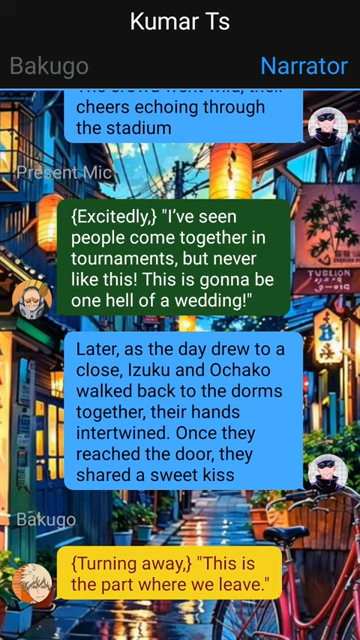 Kumar Ts
Bakugo
Narrator
cheers echoing through
the stadium
Present Mic
{Excitedly,} "I've seen
people come together in
tournaments, but never
like this! This is gonna be
one hell of a wedding!"
Later, as the day drew to a
close, Izuku and Ochako
walked back to the dorms
together, their hands
intertwined. Once they
reached the door, they
shared a sweet kiss
Bakugo
{Turning away,} "This is
the part where we leave."